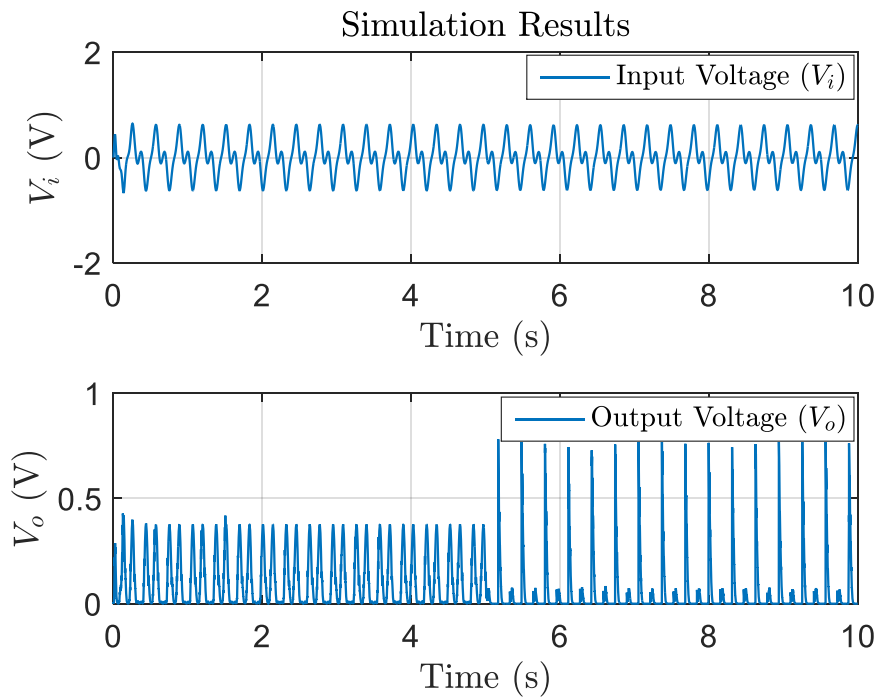 Simulation Results
2
0
-2
V_i (V)
Input Voltage (V_i)
0 2 4 6 8 10
Time (s)
1
0.5
0
V_o (V)
Output Voltage (V_o)
0 2 4 6 8 10
Time (s)